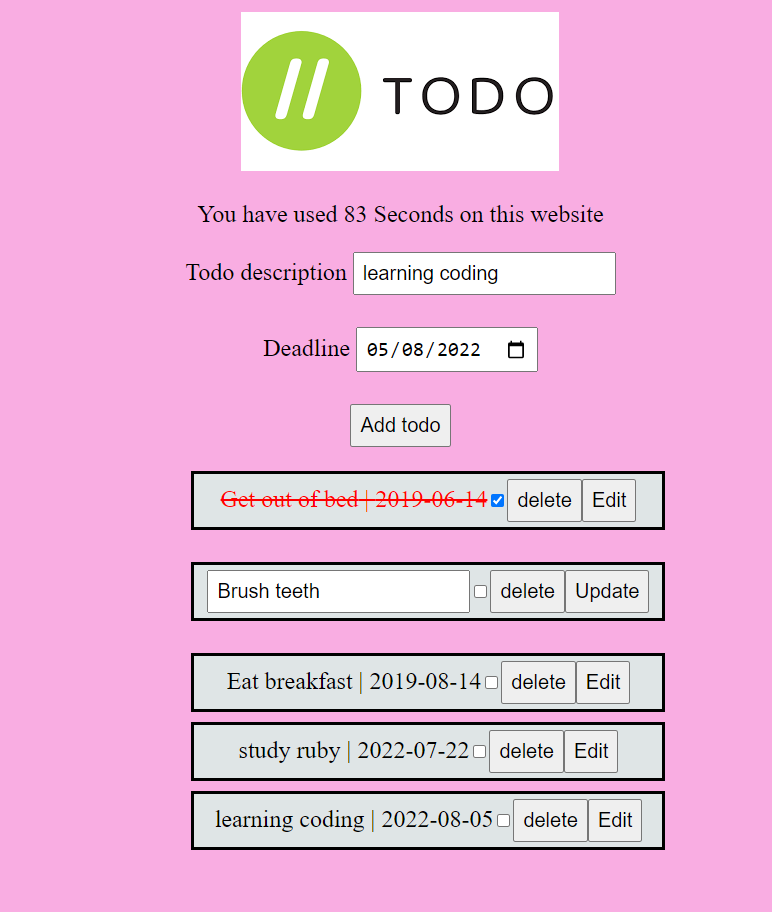 // TODO
You have used 83 Seconds on this website
Todo description learning coding
Deadline 05/08/2022
Add todo
Get out of bed | 2019-06-14 delete Edit
Brush teeth delete Update
Eat breakfast | 2019-08-14 delete Edit
study ruby | 2022-07-22 delete Edit
learning coding | 2022-08-05 delete Edit